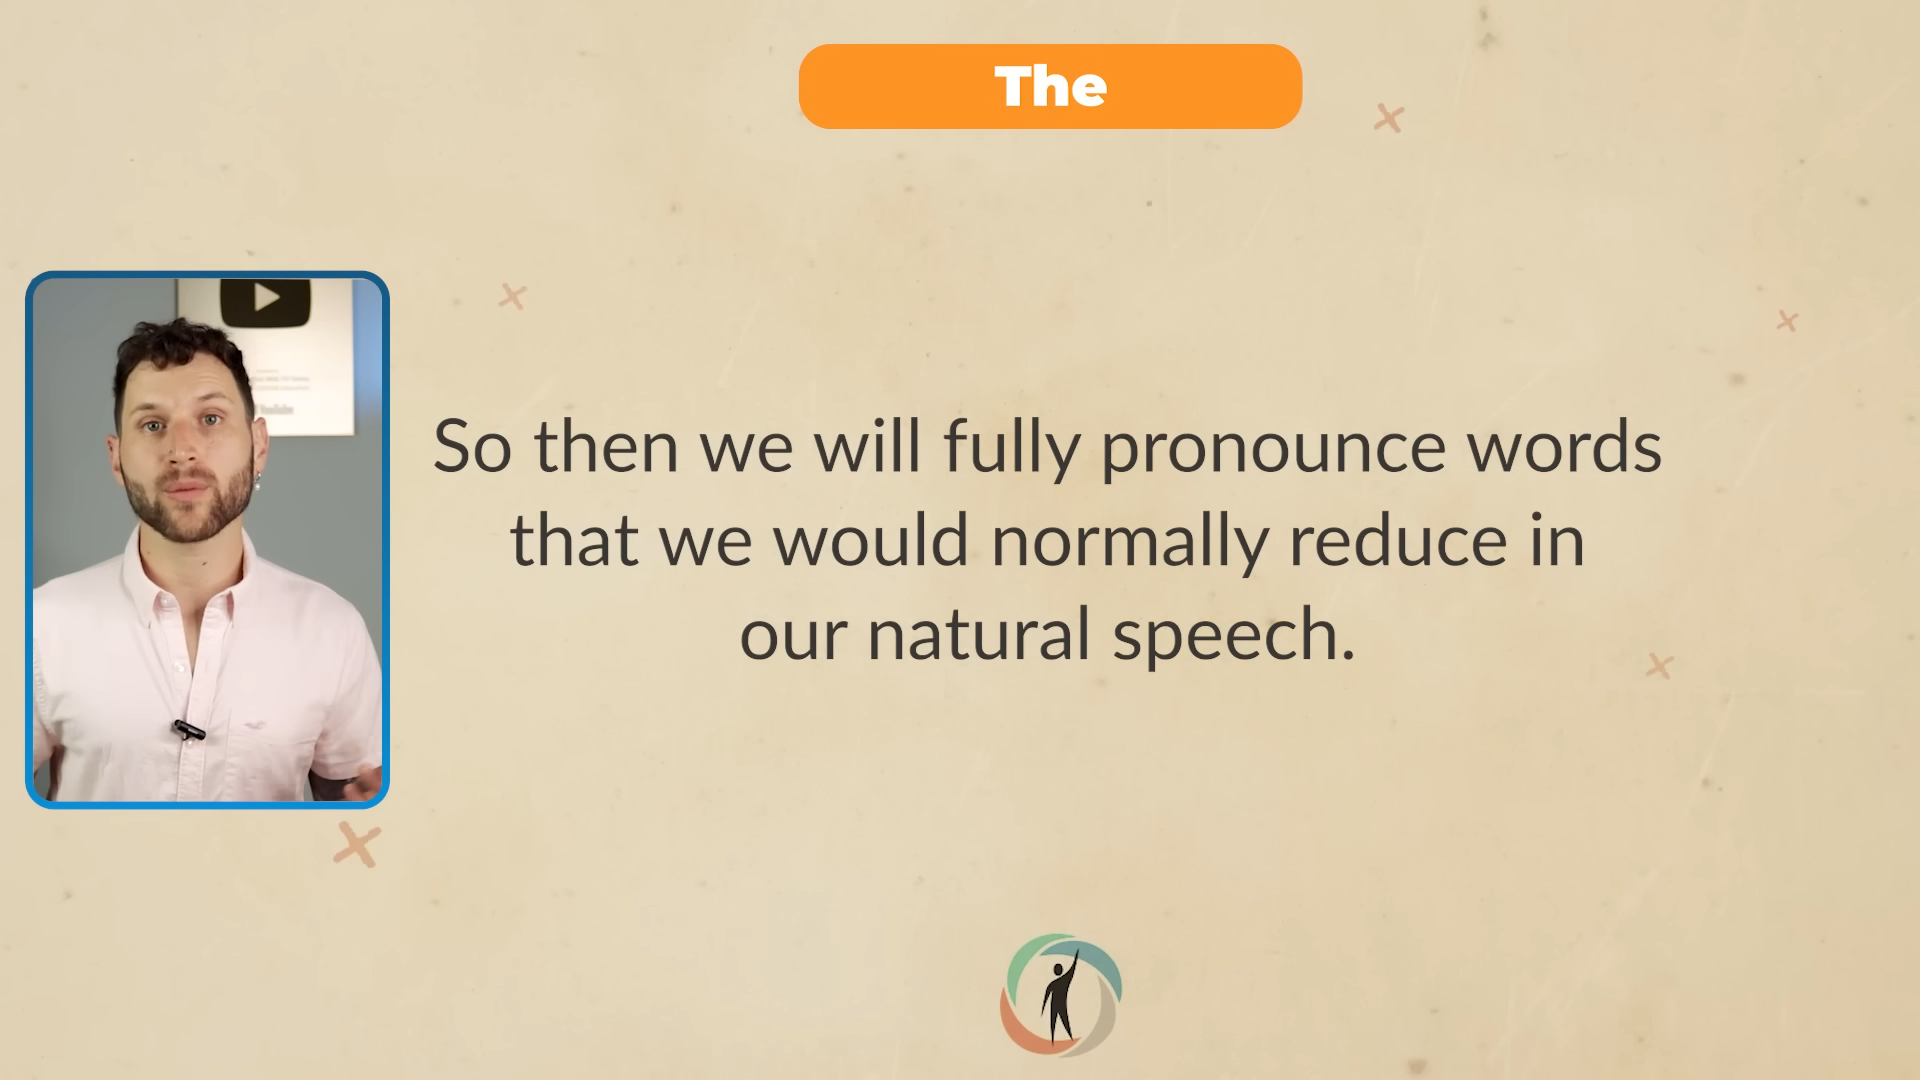 The
So then we will fully pronounce words
that we would normally reduce in
our natural speech.